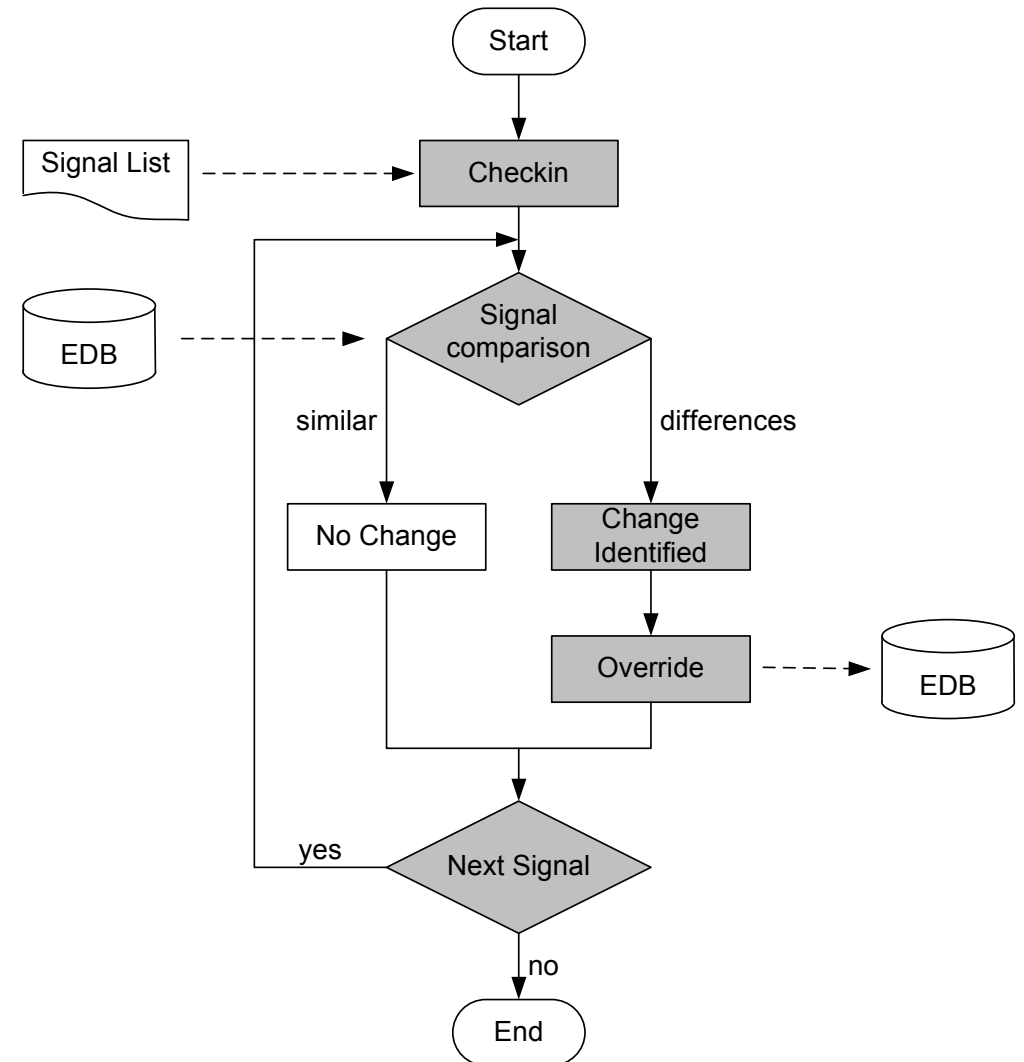 Start
Signal List
Checkin
EDB
Signal
comparison
similar
differences
No Change
Change
Identified
Override
EDB
yes
Next Signal
no
End